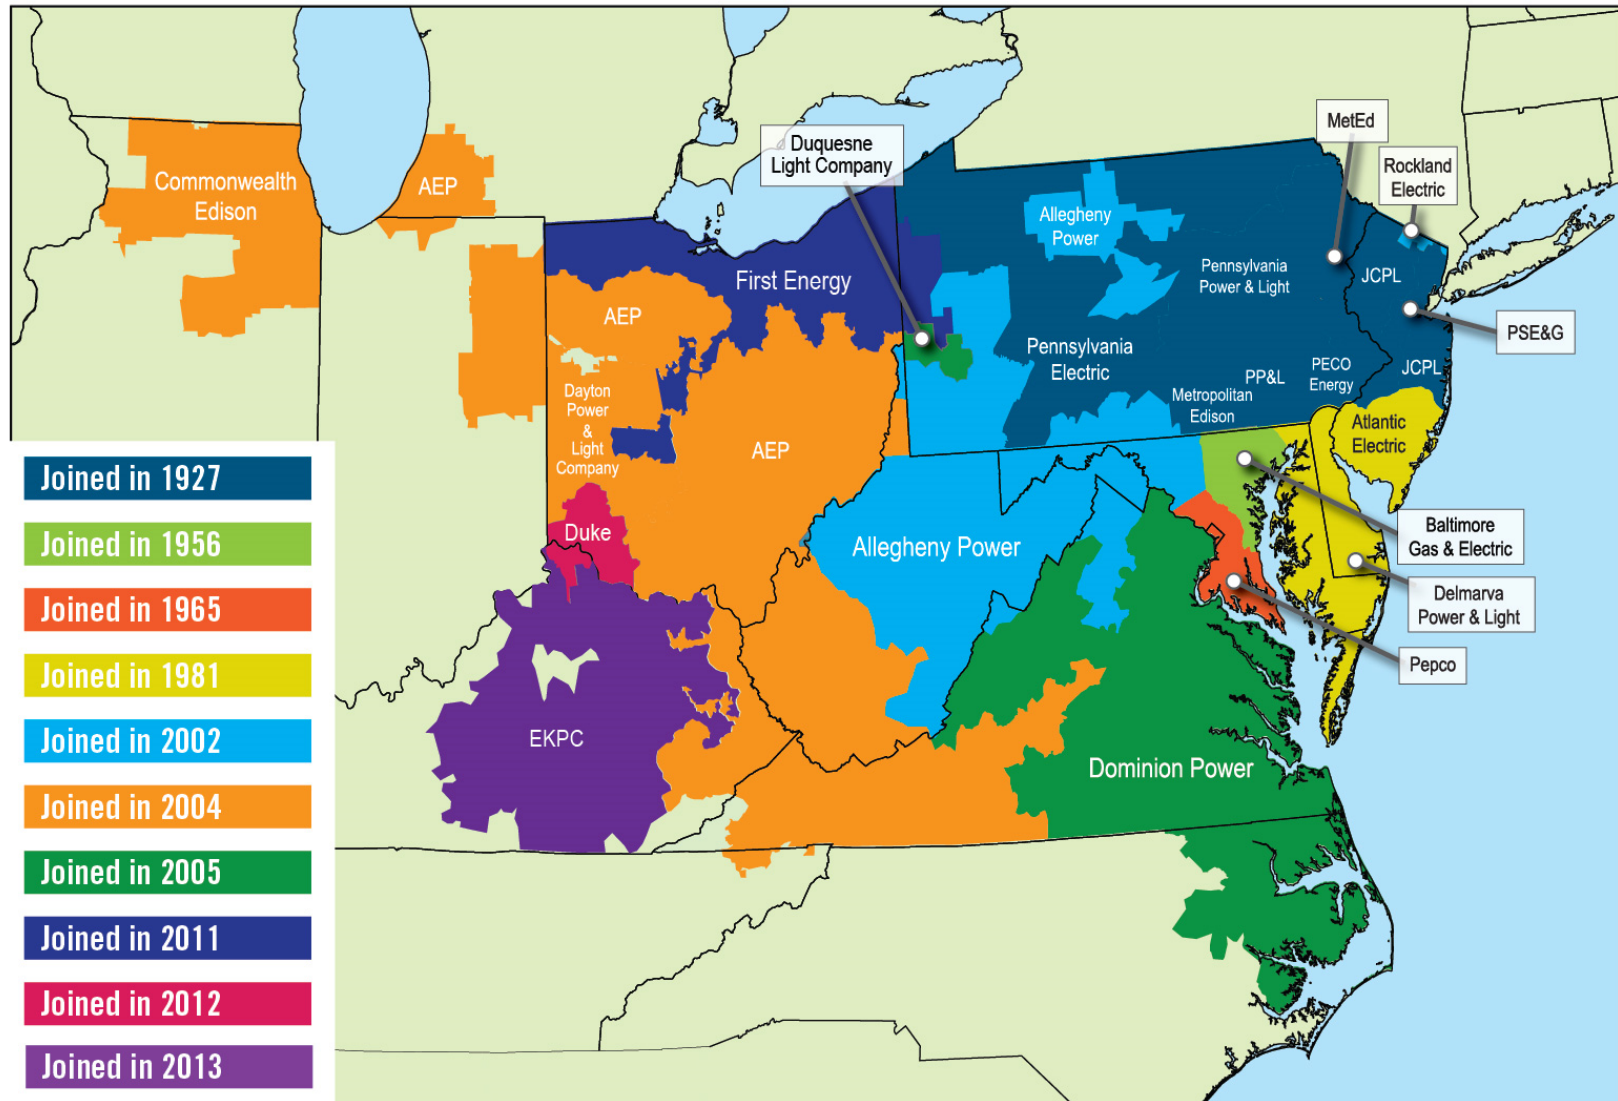 Commonwealth
Edison
AEP
Duquesne
Light Company
MetEd
Rockland
Electric
Allegheny
Power
First Energy
Pennsylvania
Power & Light
JCPL
PSE&G
AEP
Pennsylvania
Electric
PP&L
PECO
Energy
JCPL
Metropolitan
Edison
Dayton
Power
&
Light
Company
AEP
Atlantic
Electric
Duke
Allegheny Power
Baltimore
Gas & Electric
Delmarva
Power & Light
Pepco
EKPC
Dominion Power
Joined in 1927
Joined in 1956
Joined in 1965
Joined in 1981
Joined in 2002
Joined in 2004
Joined in 2005
Joined in 2011
Joined in 2012
Joined in 2013